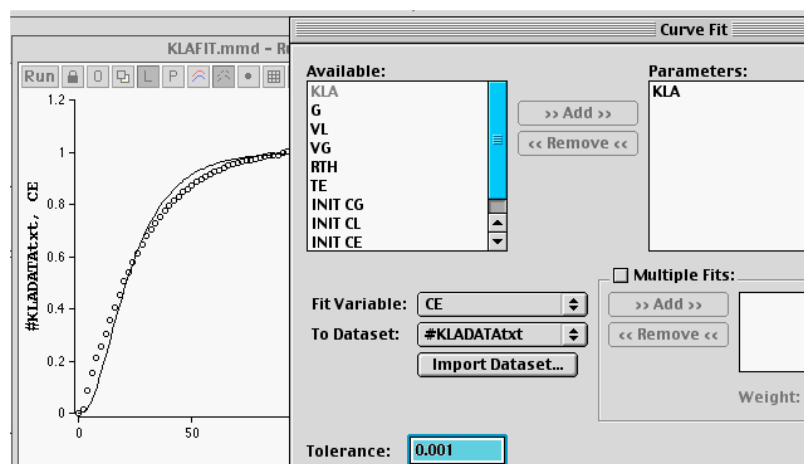 Curve Fit
KLAFIT.mmd - R
Run 0 L P
1.2
1
0.8
0.6
0.4
0.2
0
0
50
#KLADATAtxt, CE
Available:
KLA
G
VL
VG
RTH
TE
INIT CG
INIT CL
INIT CE
>> Add >>
<< Remove <<
Parameters:
KLA
Fit Variable: CE
To Dataset: #KLADATAtxt
Import Dataset...
Multiple Fits:
>> Add >>
<< Remove <<
Weight:
Tolerance: 0.001